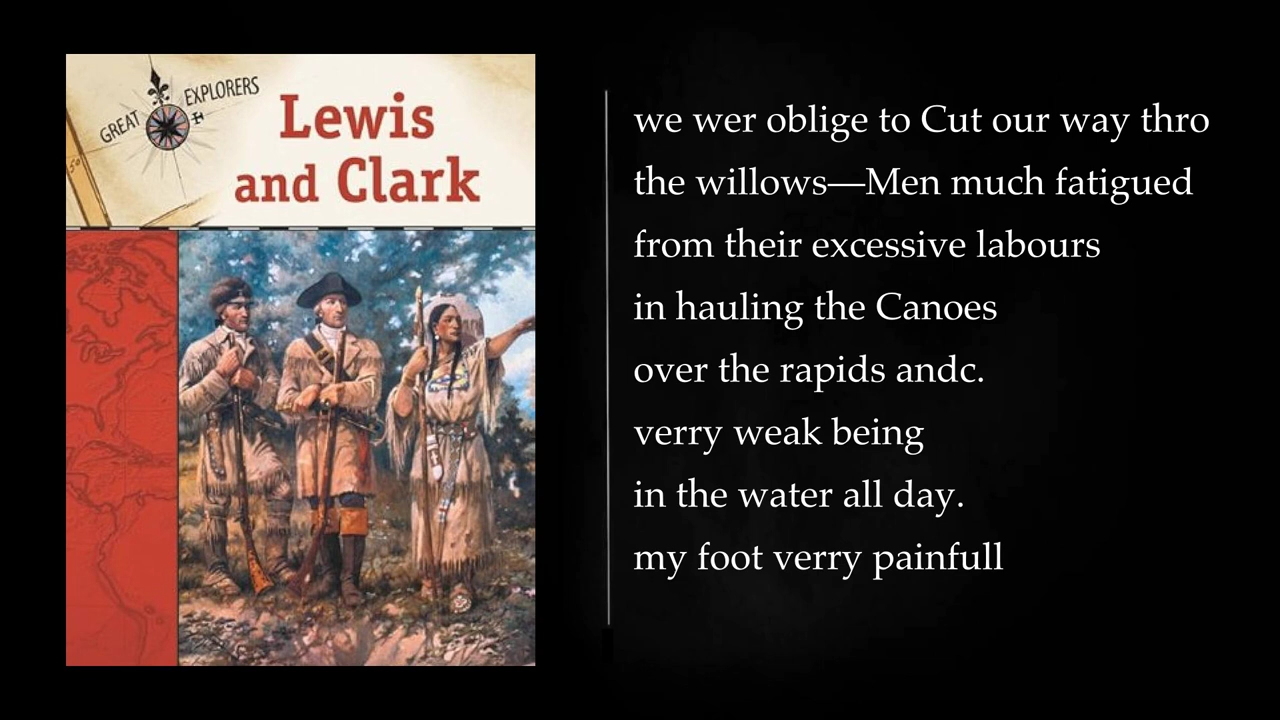 GREAT EXPLORERS
Lewis
and Clark
50
we wer oblige to Cut our way thro
the willows—Men much fatigued
from their excessive labours
in hauling the Canoes
over the rapids andc.
verry weak being
in the water all day.
my foot verry painfull